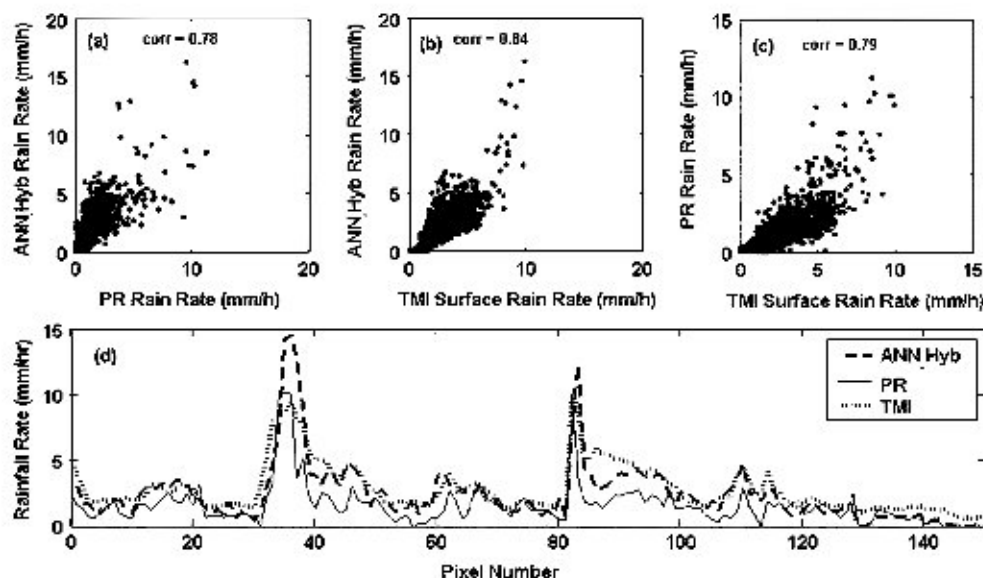 (a)
corr = 0.78
ANN Hyb Rain Rate (mm/h)
20
15
10
5
0
0
10
20
PR Rain Rate (mm/h)
(b)
corr = 0.84
ANN Hyb Rain Rate (mm/h)
20
15
10
5
0
0
10
20
TMI Surface Rain Rate (mm/h)
(c)
corr = 0.79
PR Rain Rate (mm/h)
15
10
5
0
0
5
10
15
TMI Surface Rain Rate (mm/h)
(d)
Rainfall Rate (mm/hr)
15
10
5
0
ANN Hyb
PR
TMI
0
20
40
60
80
100
120
140
Pixel Number